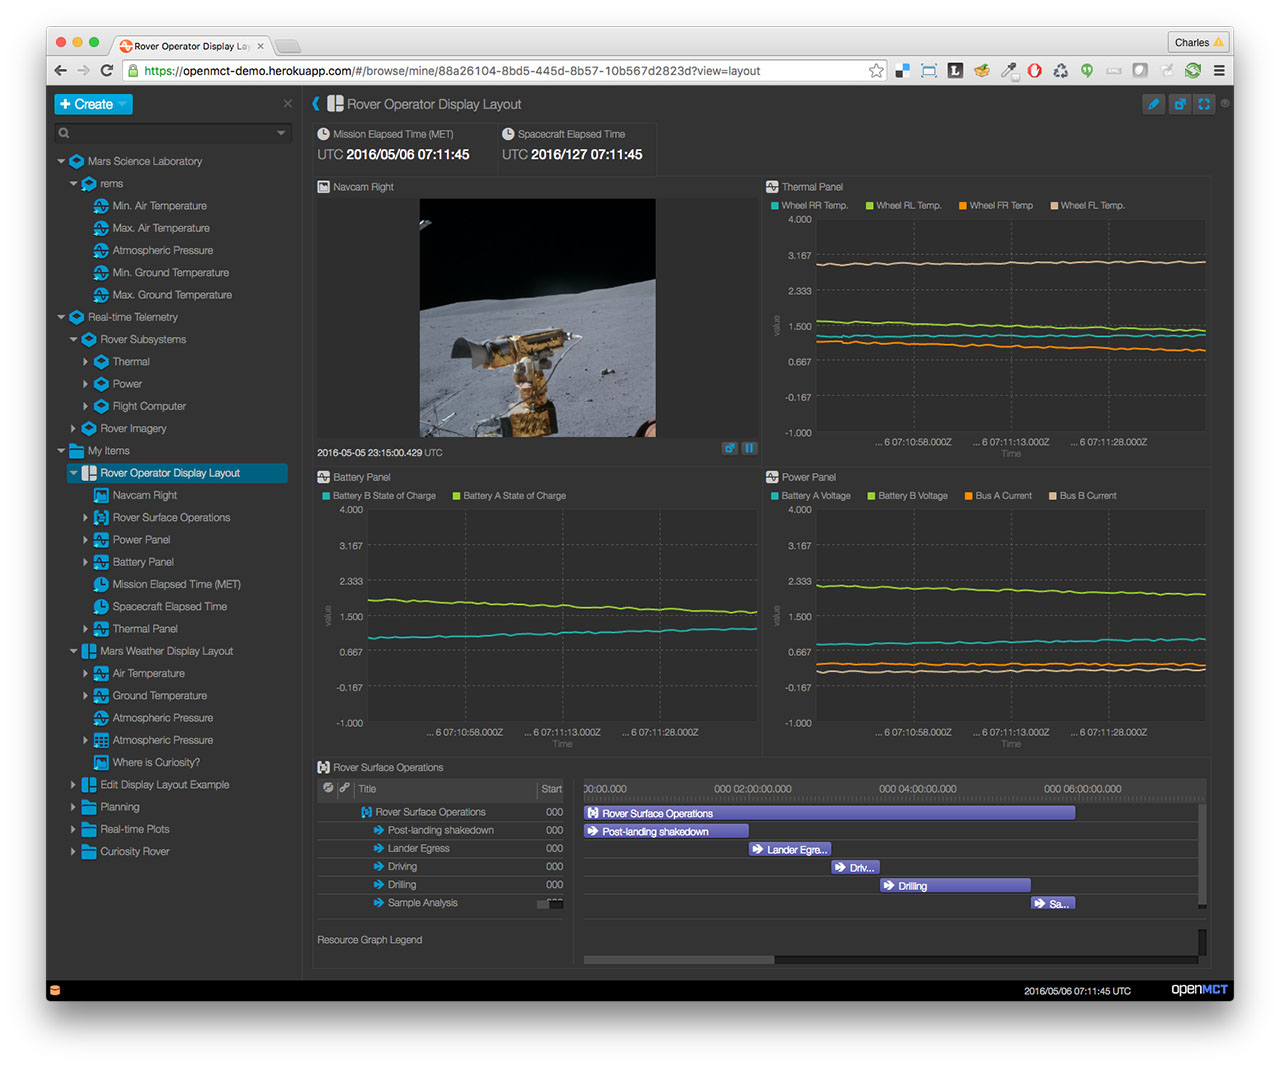 Rover Operator Display La
Charles
https://openmct-demo.herokuapp.com/#/browse/mine/88a26104-8bd5-445d-8b57-10b567d2823d?view=layout
+ Create
Rover Operator Display Layout
Mission Elapsed Time (MET)
UTC 2016/05/06 07:11:45
Spacecraft Elapsed Time
UTC 2016/127 07:11:45
Mars Science Laboratory
rems
Min. Air Temperature
Max. Air Temperature
Atmospheric Pressure
Min. Ground Temperature
Max. Ground Temperature
Real-time Telemetry
Rover Subsystems
Thermal
Power
Flight Computer
Rover Imagery
My Items
Rover Operator Display Layout
Navcam Right
Rover Surface Operations
Power Panel
Battery Panel
Mission Elapsed Time (MET)
Spacecraft Elapsed Time
Thermal Panel
Mars Weather Display Layout
Air Temperature
Ground Temperature
Atmospheric Pressure
Atmospheric Pressure
Where is Curiosity?
Edit Display Layout Example
Planning
Real-time Plots
Curiosity Rover
Navcam Right
2016-05-05 23:15:00.429 UTC
Thermal Panel
Wheel RR Temp. Wheel RL Temp. Wheel FR Temp Wheel FL Temp.
4.000
3.167
2.333
1.500
0.667
-0.167
-1.000
value
... 6 07:10:58.000Z ... 6 07:11:13.000Z ... 6 07:11:28.000Z
Time
Battery Panel
Battery B State of Charge Battery A State of Charge
4.000
3.167
2.333
1.500
0.667
-0.167
-1.000
value
... 6 07:10:58.000Z ... 6 07:11:13.000Z ... 6 07:11:28.000Z
Time
Power Panel
Battery A Voltage Battery B Voltage Bus A Current Bus B Current
4.000
3.167
2.333
1.500
0.667
-0.167
-1.000
value
... 6 07:10:58.000Z ... 6 07:11:13.000Z ... 6 07:11:28.000Z
Time
Rover Surface Operations
Title Start
00:00.000 000 02:00:00.000 000 04:00:00.000 000 06:00:00.000
Rover Surface Operations 000
Post-landing shakedown 000
Lander Egress 000
Driving 000
Drilling 000
Sample Analysis
Rover Surface Operations
Post-landing shakedown
Lander Egre...
Driv...
Drilling
Sa...
Resource Graph Legend
2016/05/06 07:11:45 UTC
openMCT